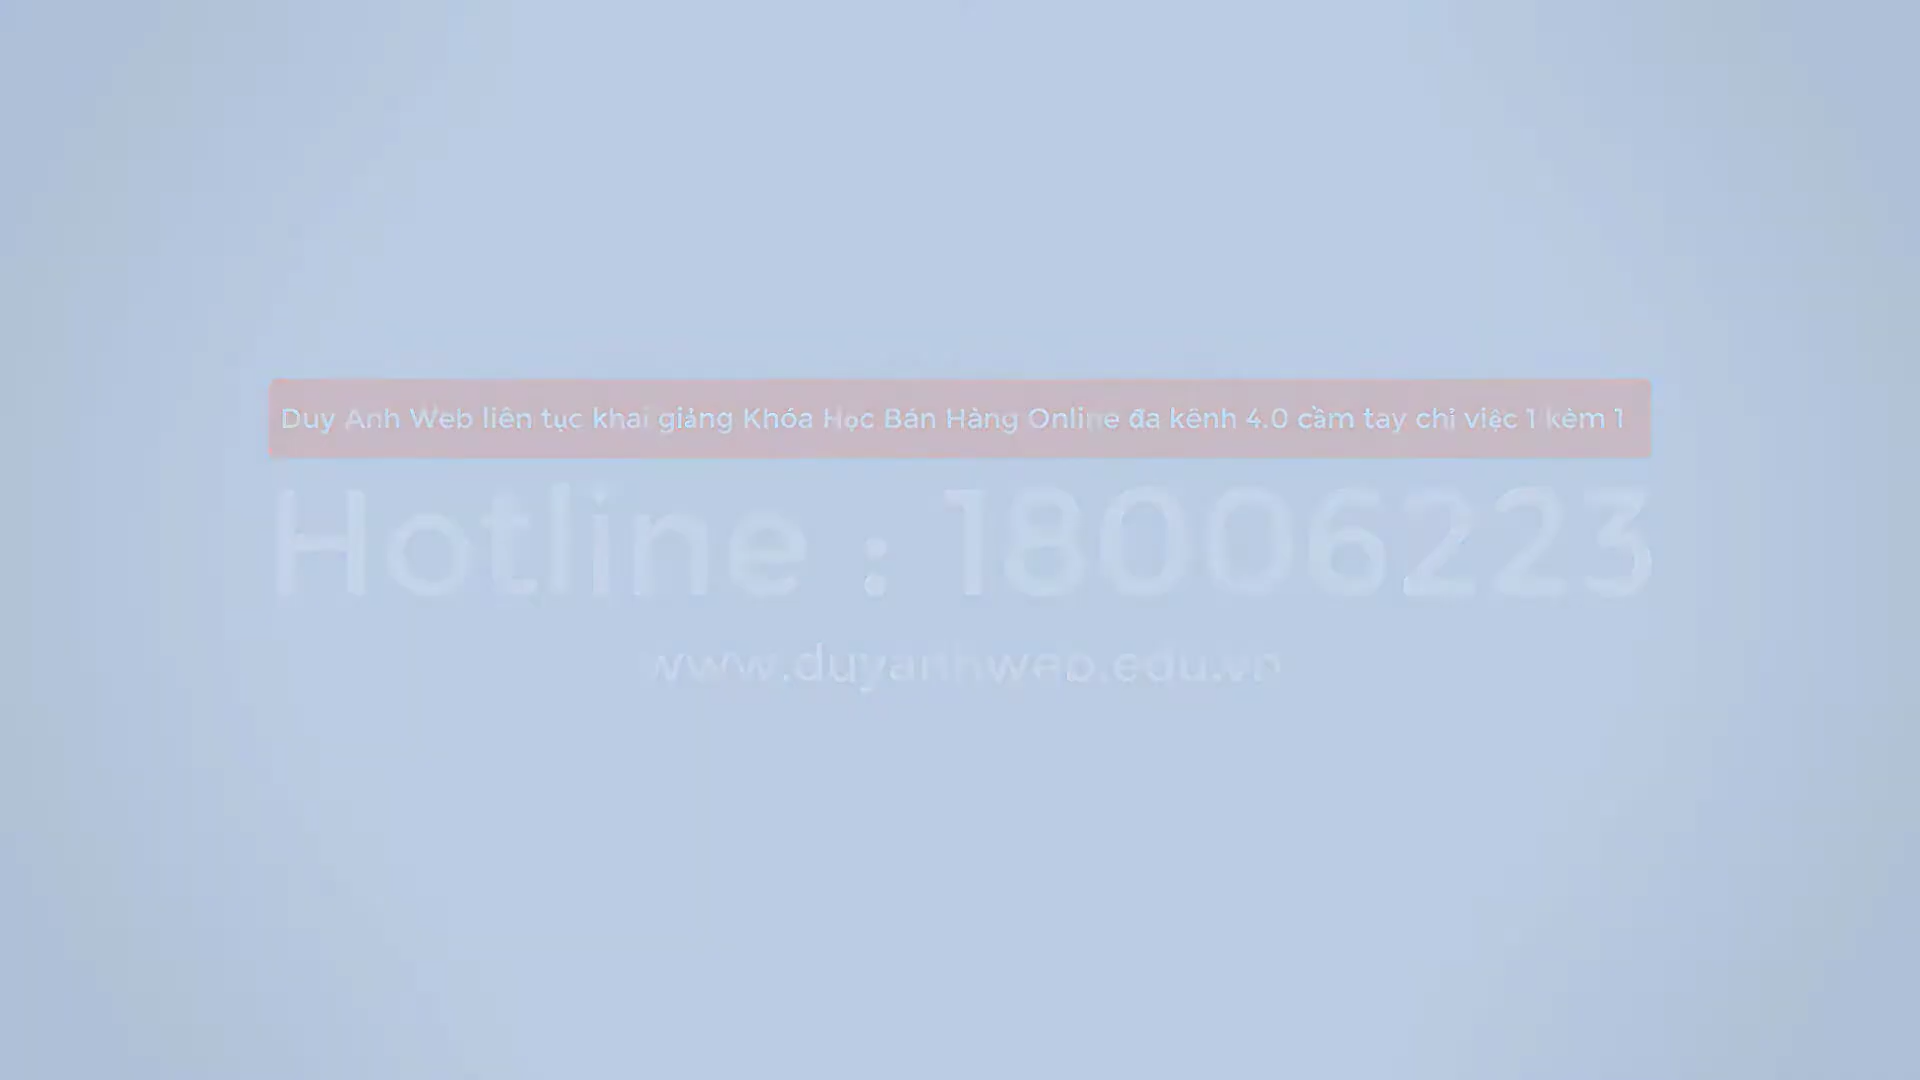 Duy Anh Web liên tục khai giảng Khóa Học Bán Hàng Online đa kênh 4.0 cầm tay chỉ việc 1 kèm 1
Hotline : 18006223
www.duyanhweb.edu.vn